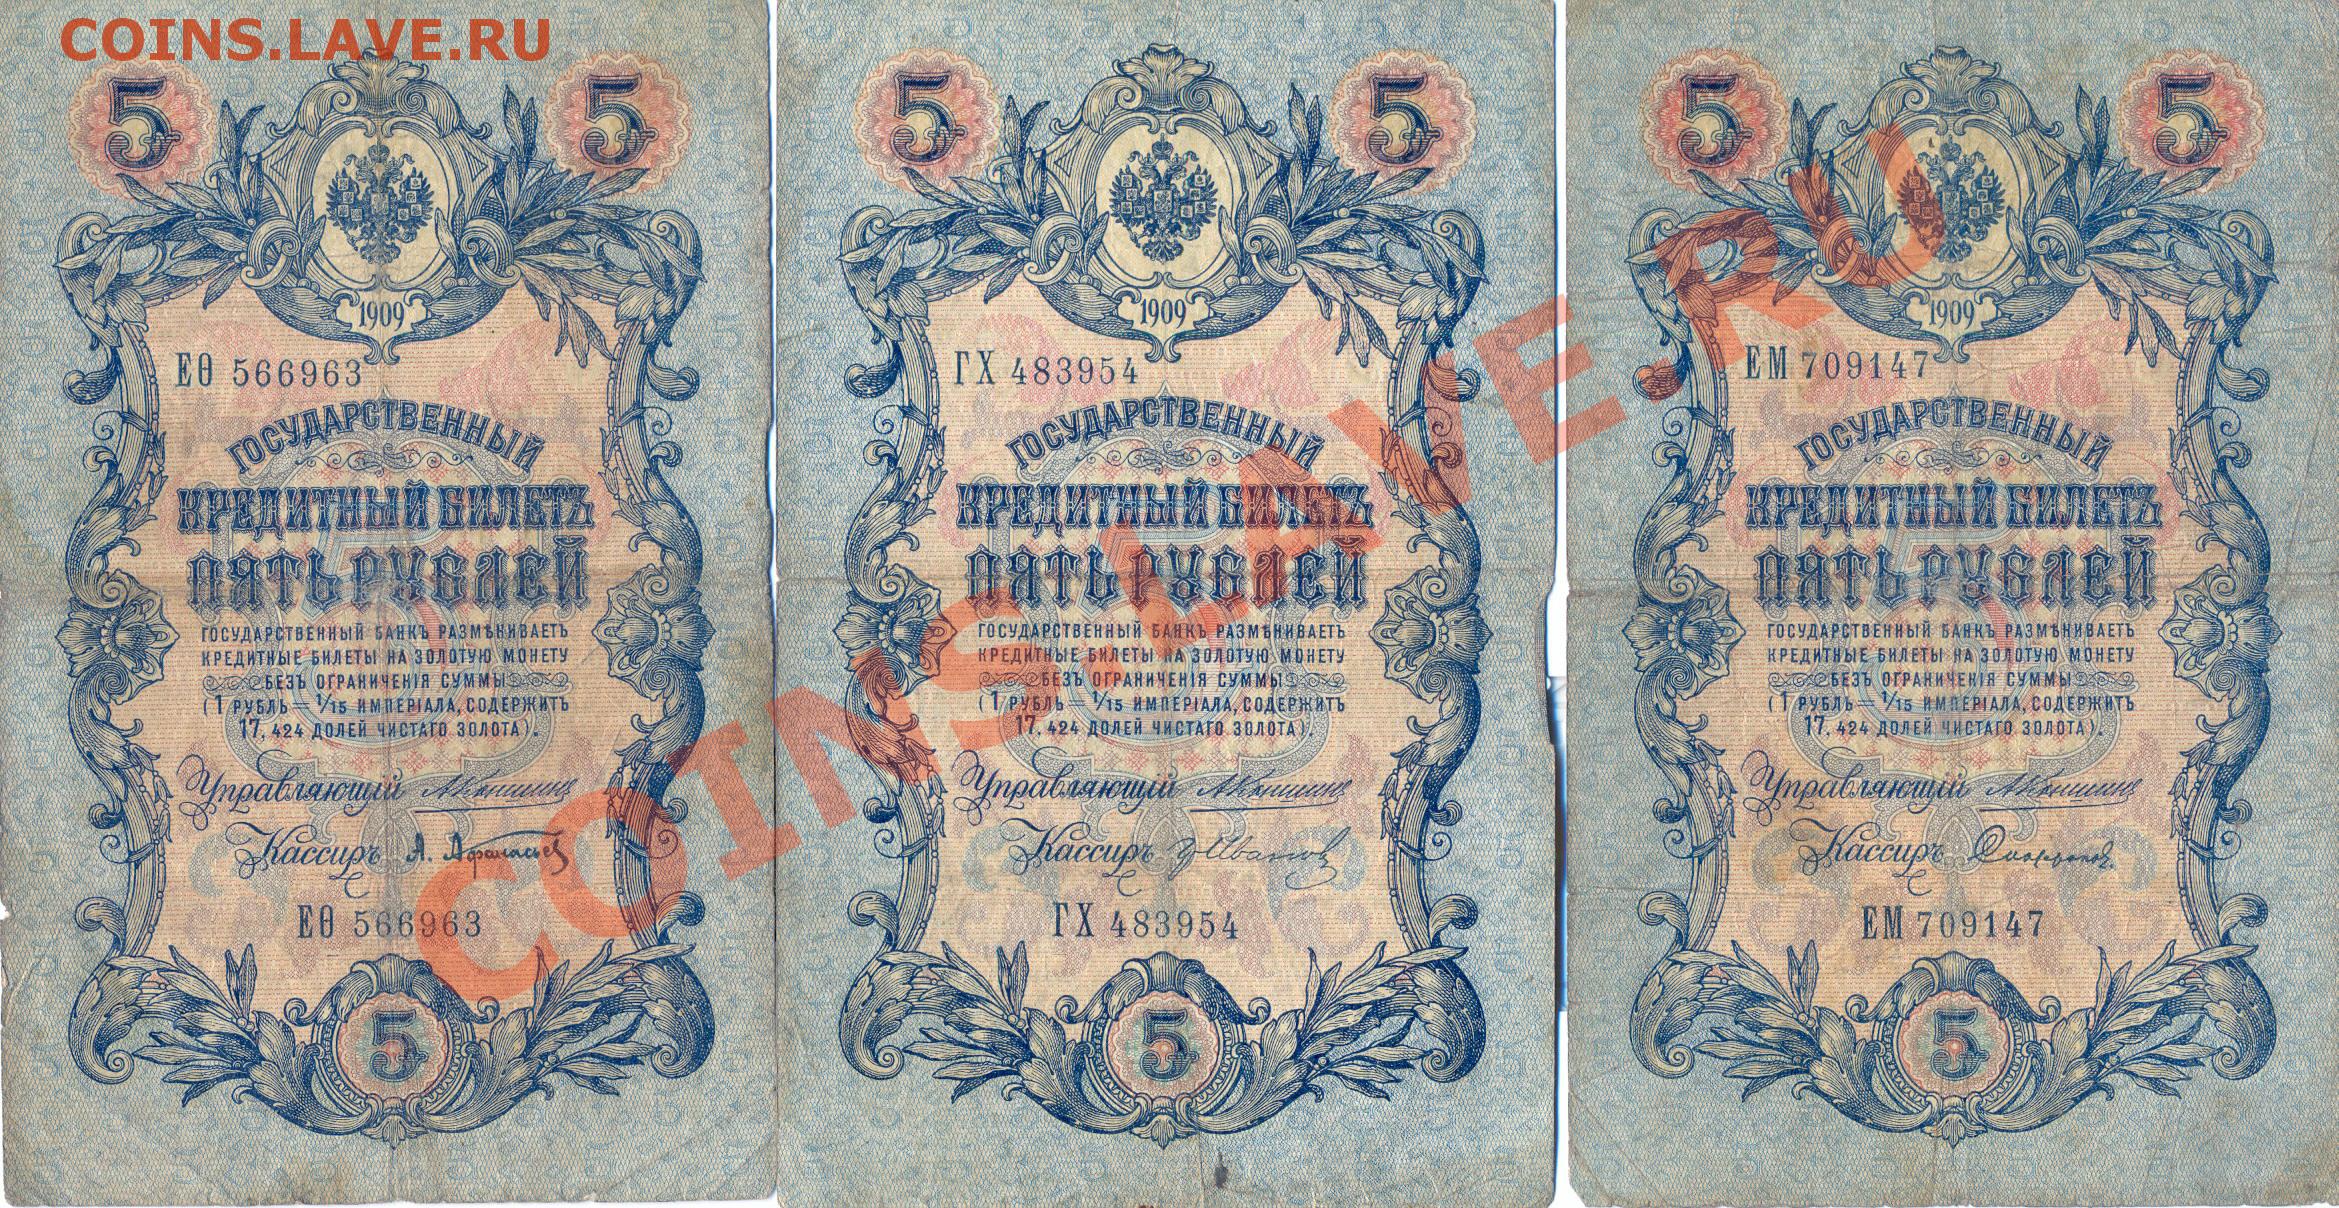 COINS.LAVE.RU
5 5
1909
ЕѲ 566963
ГОСУДАРСТВЕННЫЙ
КРЕДИТНЫЙ БИЛЕТЪ
ПЯТЬ РУБЛЕЙ
ГОСУДАРСТВЕННЫЙ БАНКЪ РАЗМѢНИВАЕТЪ
КРЕДИТНЫЕ БИЛЕТЫ НА ЗОЛОТУЮ МОНЕТУ
БЕЗЪ ОГРАНИЧЕНІЯ СУММЫ
(1 РУБЛЬ = 1/15 ИМПЕРІАЛА, СОДЕРЖИТЪ
17,424 ДОЛЕЙ ЧИСТАГО ЗОЛОТА).
Управляющій
Кассиръ А. Афанасьев
ЕѲ 566963
5
5 5
1909
ГХ 483954
ГОСУДАРСТВЕННЫЙ
КРЕДИТНЫЙ БИЛЕТЪ
ПЯТЬ РУБЛЕЙ
ГОСУДАРСТВЕННЫЙ БАНКЪ РАЗМѢНИВАЕТЪ
КРЕДИТНЫЕ БИЛЕТЫ НА ЗОЛОТУЮ МОНЕТУ
БЕЗЪ ОГРАНИЧЕНІЯ СУММЫ
(1 РУБЛЬ = 1/15 ИМПЕРІАЛА, СОДЕРЖИТЪ
17,424 ДОЛЕЙ ЧИСТАГО ЗОЛОТА).
Управляющій
Кассиръ
ГХ 483954
5
5 5
1909
ЕМ 709147
ГОСУДАРСТВЕННЫЙ
КРЕДИТНЫЙ БИЛЕТЪ
ПЯТЬ РУБЛЕЙ
ГОСУДАРСТВЕННЫЙ БАНКЪ РАЗМѢНИВАЕТЪ
КРЕДИТНЫЕ БИЛЕТЫ НА ЗОЛОТУЮ МОНЕТУ
БЕЗЪ ОГРАНИЧЕНІЯ СУММЫ
(1 РУБЛЬ = 1/15 ИМПЕРІАЛА, СОДЕРЖИТЪ
17,424 ДОЛЕЙ ЧИСТАГО ЗОЛОТА).
Управляющій
Кассиръ
ЕМ 709147
5
COINS.LAVE.RU